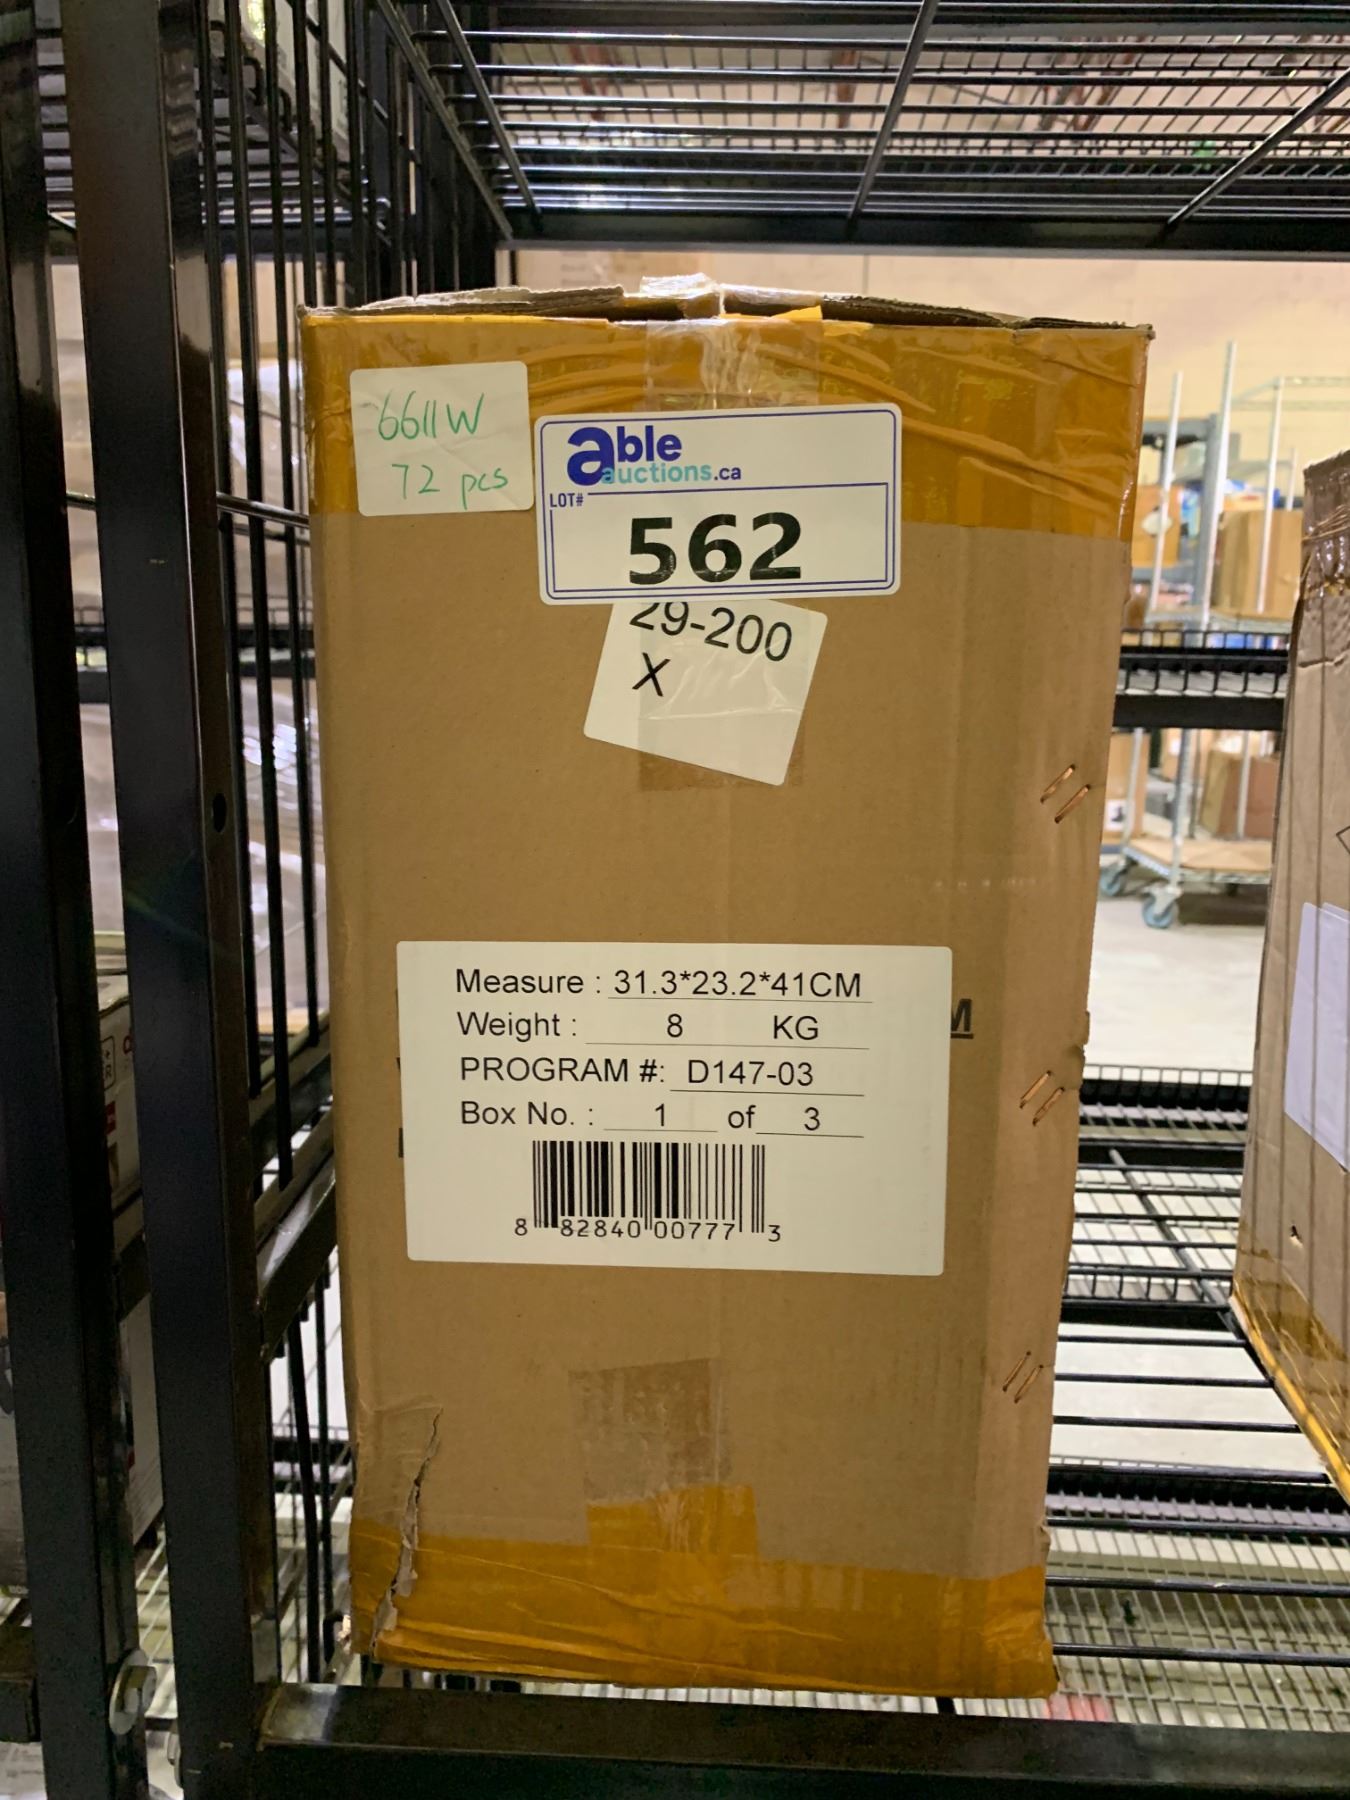 6611W
72 pcs
able
auctions.ca
LOT#
562
29-200
X
Measure : 31.3*23.2*41CM
Weight : 8 KG
PROGRAM #: D147-03
Box No. : 1 of 3
8 82840 00777 3
M